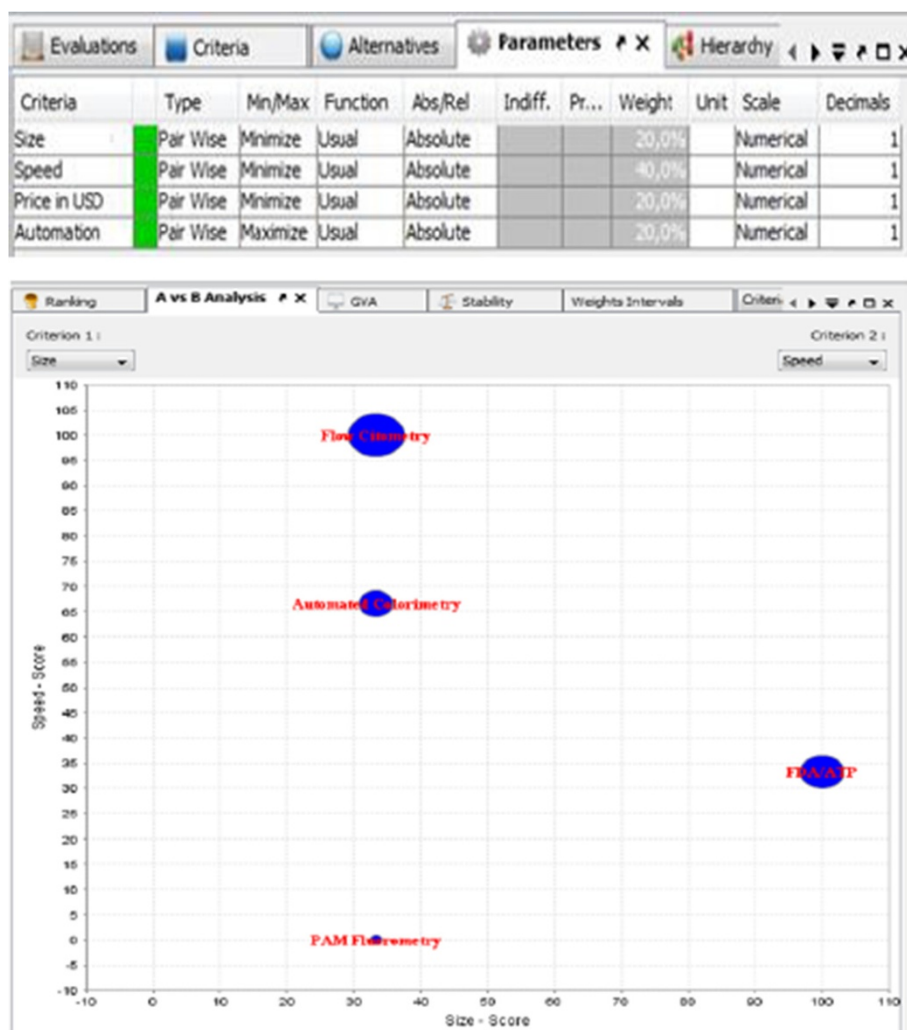 Evaluations Criteria Alternatives Parameters Hierarchy
Criteria Type Min/Max Function Abs/Rel Indiff. Pr... Weight Unit Scale Decimals
Size Pair Wise Minimize Usual Absolute 20,0% Numerical 1
Speed Pair Wise Minimize Usual Absolute 40,0% Numerical 1
Price in USD Pair Wise Minimize Usual Absolute 20,0% Numerical 1
Automation Pair Wise Maximize Usual Absolute 20,0% Numerical 1
Ranking A vs B Analysis GVA Stability Weights Intervals Criteri
Criterion 1 : Criterion 2 :
Size Speed
110
105
100
95
90
85
80
75
70
65
60
55
50
45
40
35
30
25
20
15
10
5
0
-5
-10
Speed - Score
Flow Citometry
Automated Colorimetry
FDA/ATP
PAM Fluorometry
-10 0 10 20 30 40 50 60 70 80 90 100 110
Size - Score